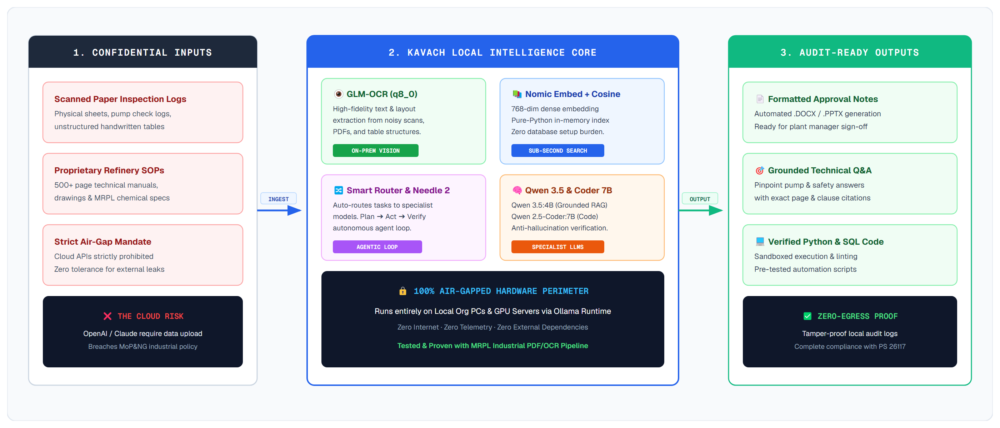 1. CONFIDENTIAL INPUTS
Scanned Paper Inspection Logs
Physical sheets, pump check logs,
unstructured handwritten tables
Proprietary Refinery SOPs
500+ page technical manuals,
drawings & MRPL chemical specs
Strict Air-Gap Mandate
Cloud APIs strictly prohibited
Zero tolerance for external leaks
❌ THE CLOUD RISK
OpenAI / Claude require data upload
Breaches MoP&NG industrial policy
INGEST
2. KAVACH LOCAL INTELLIGENCE CORE
GLM-OCR (q8_0)
High-fidelity text & layout
extraction from noisy scans,
PDFs, and table structures.
ON-PREM VISION
Nomic Embed + Cosine
768-dim dense embedding
Pure-Python in-memory index
Zero database setup burden.
SUB-SECOND SEARCH
Smart Router & Needle 2
Auto-routes tasks to specialist
models. Plan → Act → Verify
autonomous agent loop.
AGENTIC LOOP
Qwen 3.5 & Coder 7B
Qwen 3.5:4B (Grounded RAG)
Qwen 2.5-Coder:7B (Code)
Anti-hallucination verification.
SPECIALIST LLMS
100% AIR-GAPPED HARDWARE PERIMETER
Runs entirely on Local Org PCs & GPU Servers via Ollama Runtime
Zero Internet · Zero Telemetry · Zero External Dependencies
Tested & Proven with MRPL Industrial PDF/OCR Pipeline
OUTPUT
3. AUDIT-READY OUTPUTS
Formatted Approval Notes
Automated .DOCX / .PPTX generation
Ready for plant manager sign-off
Grounded Technical Q&A
Pinpoint pump & safety answers
with exact page & clause citations
Verified Python & SQL Code
Sandboxed execution & linting
Pre-tested automation scripts
✅ ZERO-EGRESS PROOF
Tamper-proof local audit logs
Complete compliance with PS 26117